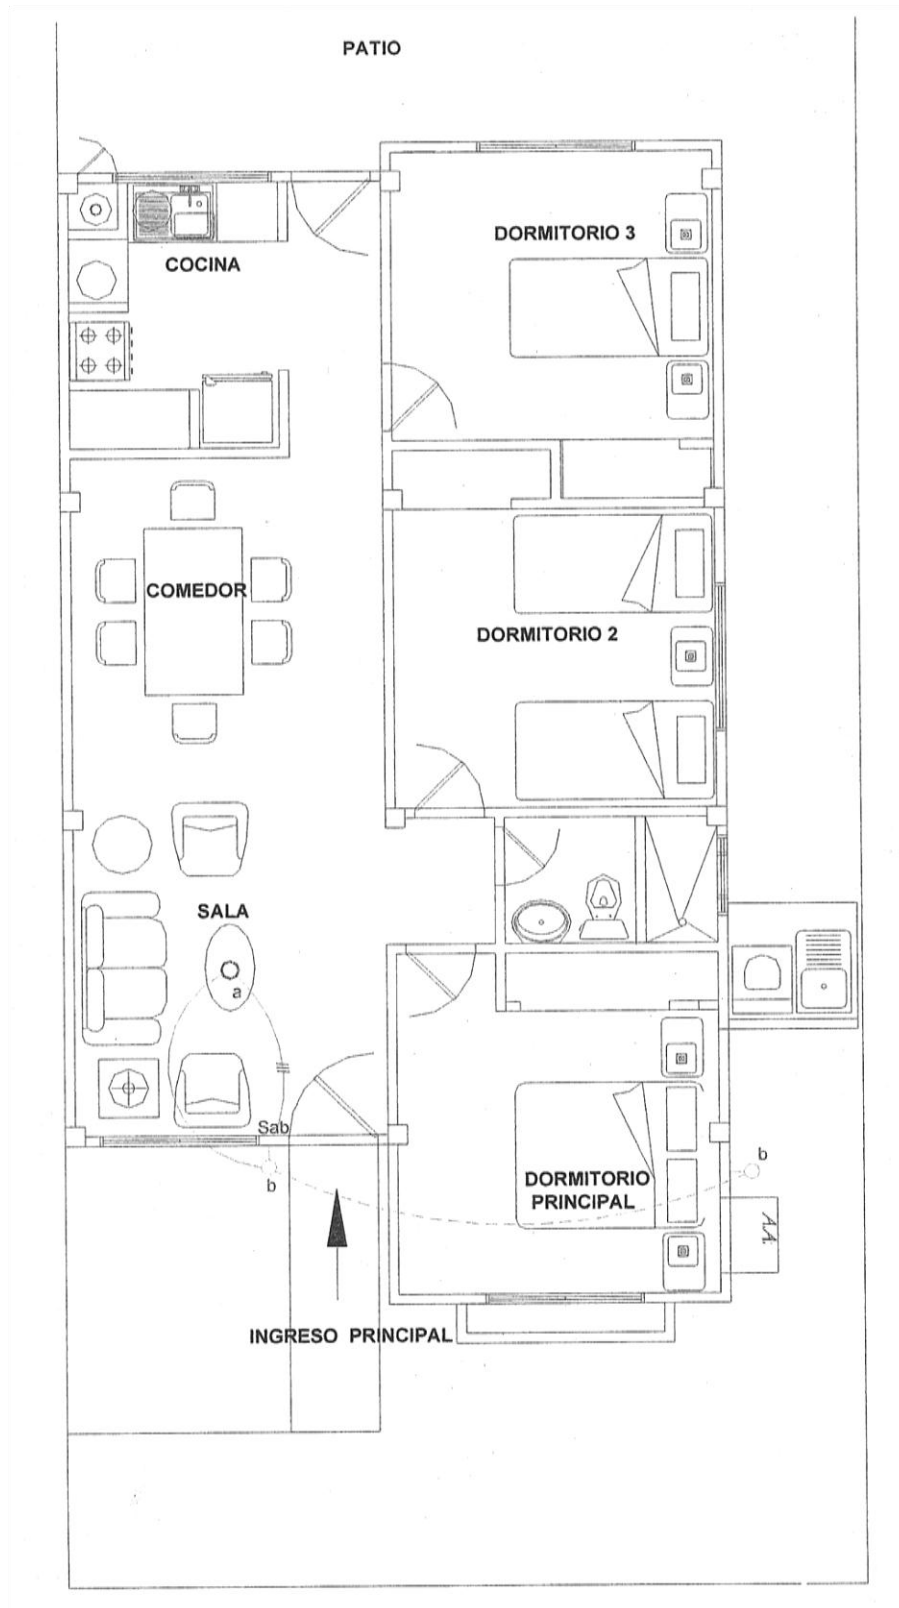 PATIO
DORMITORIO 3
COCINA
COMEDOR
DORMITORIO 2
SALA
a
Sab
b
b
DORMITORIO
PRINCIPAL
A.A.
INGRESO PRINCIPAL